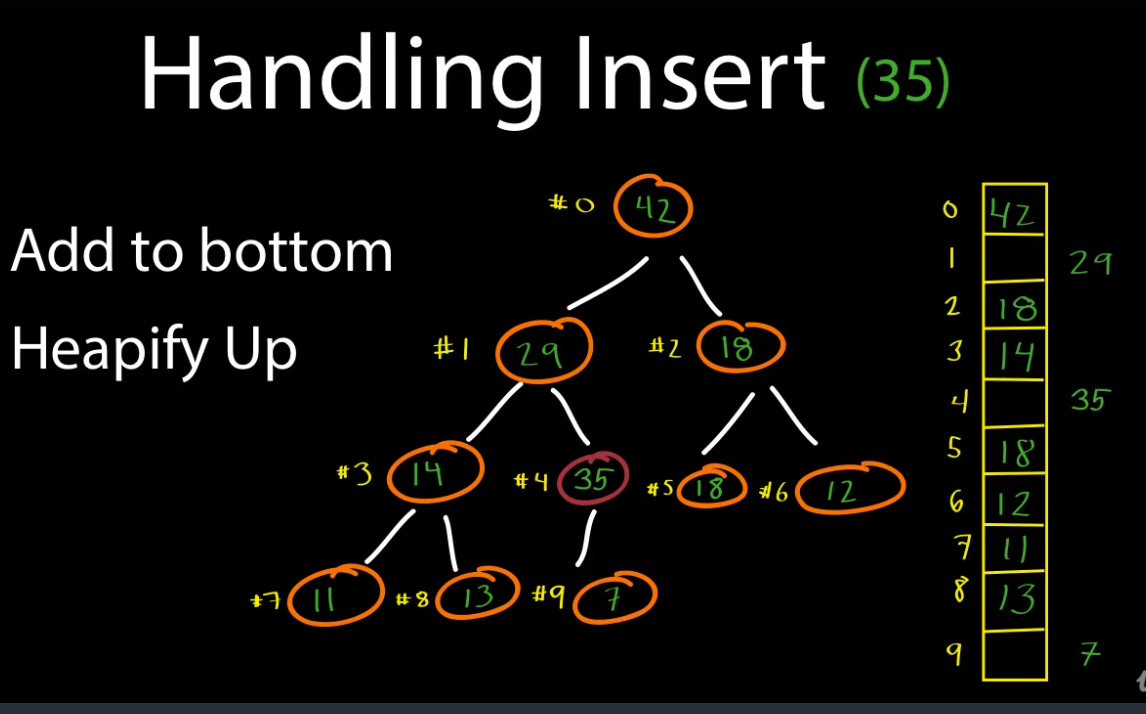 Handling Insert (35)
Add to bottom
Heapify Up
#0 42
#1 29 #2 18
#3 14 #4 35 #5 18 #6 12
#7 11 #8 13 #9 7
0 42
1 29
2 18
3 14
4 35
5 18
6 12
7 11
8 13
9 7